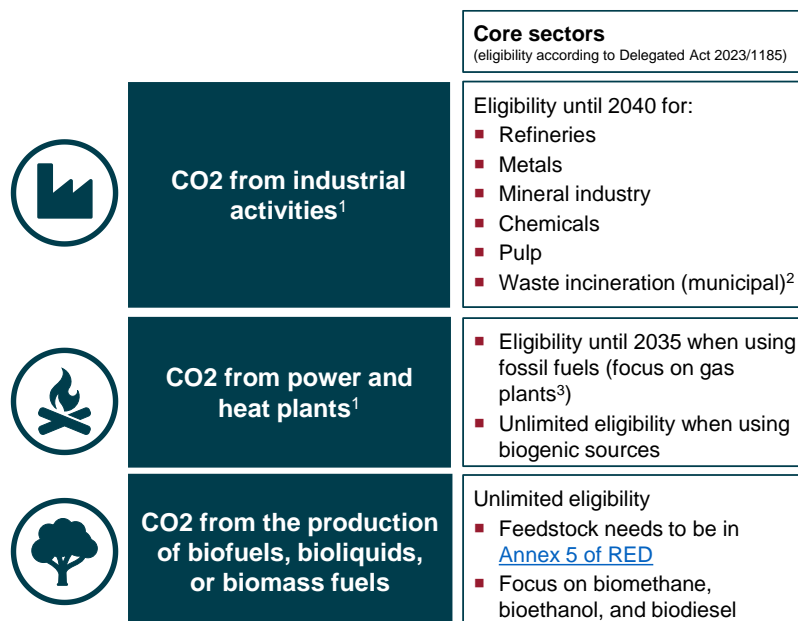 Core sectors
(eligibility according to Delegated Act 2023/1185)
CO2 from industrial
activities¹
Eligibility until 2040 for:
▪ Refineries
▪ Metals
▪ Mineral industry
▪ Chemicals
▪ Pulp
▪ Waste incineration (municipal)²
CO2 from power and
heat plants¹
▪ Eligibility until 2035 when using
fossil fuels (focus on gas
plants³)
▪ Unlimited eligibility when using
biogenic sources
CO2 from the production
of biofuels, bioliquids,
or biomass fuels
Unlimited eligibility
▪ Feedstock needs to be in
Annex 5 of RED
▪ Focus on biomethane,
bioethanol, and biodiesel